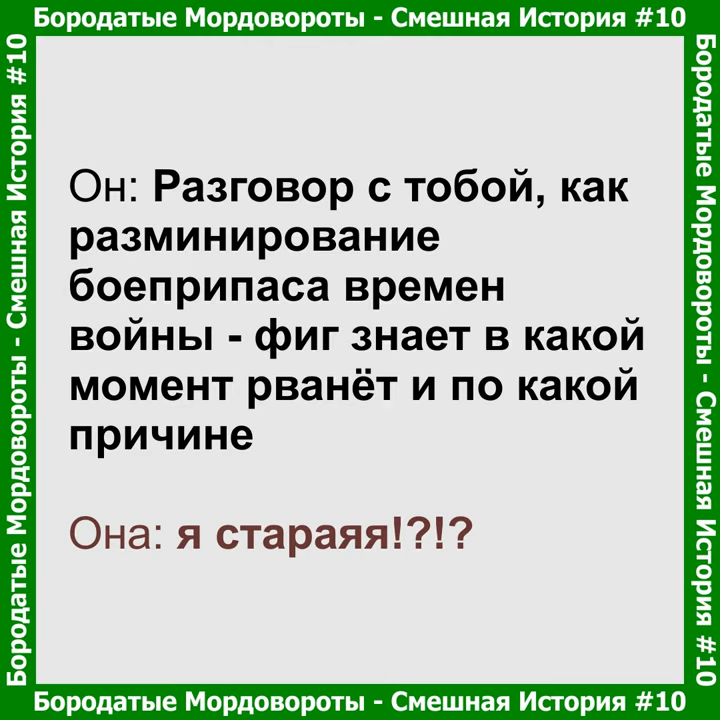 Бородатые Мордовороты - Смешная История #10
Бородатые Мордовороты - Смешная История #10
Бородатые Мордовороты - Смешная История #10
Он: Разговор с тобой, как
разминирование
боеприпаса времен
войны - фиг знает в какой
момент рванёт и по какой
причине
Она: я стараяя!?!?
Бородатые Мордовороты - Смешная История #10